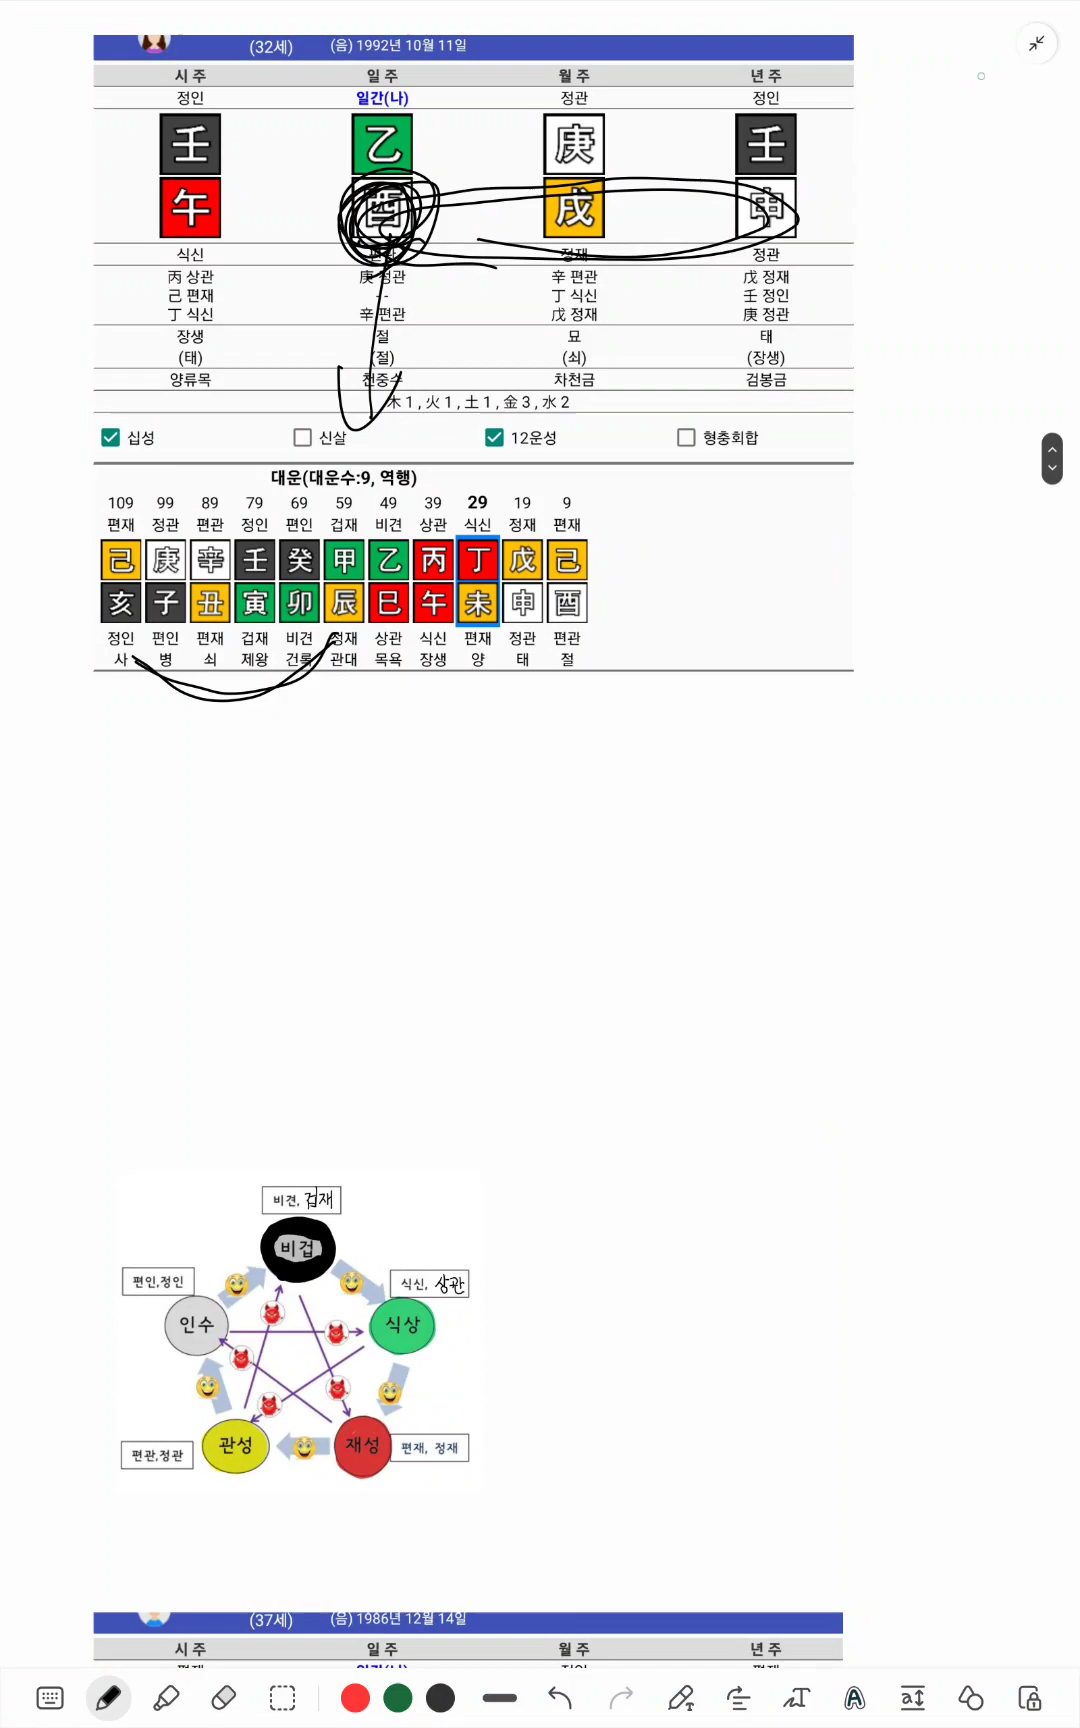 (32세) (음) 1992년 10월 11일
시 주 일 주 월 주 년 주
정인 일간(나) 정관 정인
壬 乙 庚 壬
午 酉 戌 申
식신 편관 정재 정관
丙 상관 庚 정관 辛 편관 戊 정재
己 편재 -- 丁 식신 壬 정인
丁 식신 辛 편관 戊 정재 庚 정관
장생 절 묘 태
(태) (절) (쇠) (장생)
양류목 천중수 차천금 검봉금
木 1 , 火 1 , 土 1 , 金 3 , 水 2
십성 신살 12운성 형충회합
대운(대운수:9, 역행)
109 99 89 79 69 59 49 39 29 19 9
편재 정관 편관 정인 편인 겁재 비견 상관 식신 정재 편재
己 庚 辛 壬 癸 甲 乙 丙 丁 戊 己
亥 子 丑 寅 卯 辰 巳 午 未 申 酉
정인 편인 편재 겁재 비견 정재 상관 식신 편재 정관 편관
사 병 쇠 제왕 건록 관대 목욕 장생 양 태 절
비견, 겁재
비겁
편인,정인 식신, 상관
인수 식상
관성 재성
편관,정관 편재, 정재
(37세) (음) 1986년 12월 14일
시 주 일 주 월 주 년 주